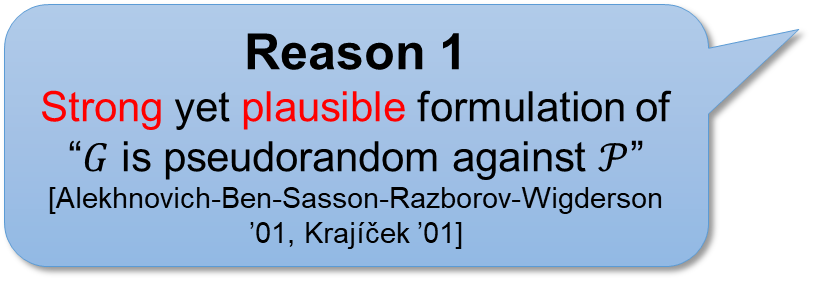 Reason 1
Strong yet plausible formulation of
“𝐺 is pseudorandom against 𝒫”
[Alekhnovich-Ben-Sasson-Razborov-Wigderson
’01, Krajíček ’01]